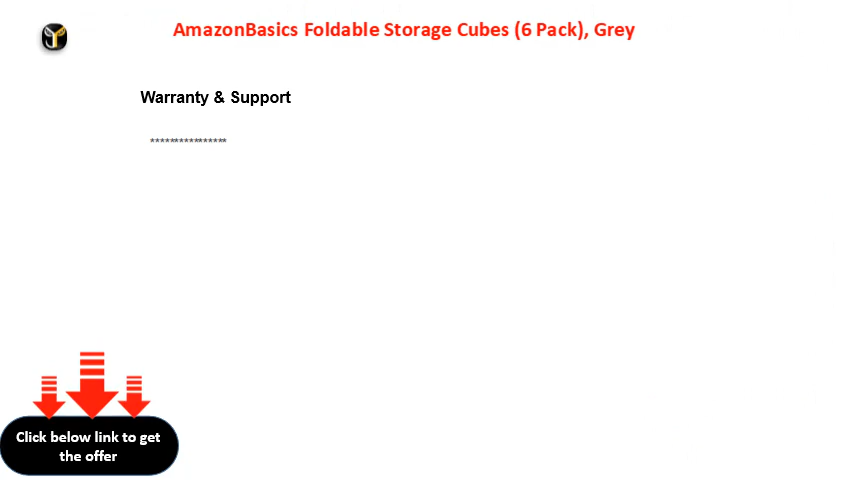 AmazonBasics Foldable Storage Cubes (6 Pack), Grey
Warranty & Support
****************
Click below link to get
the offer